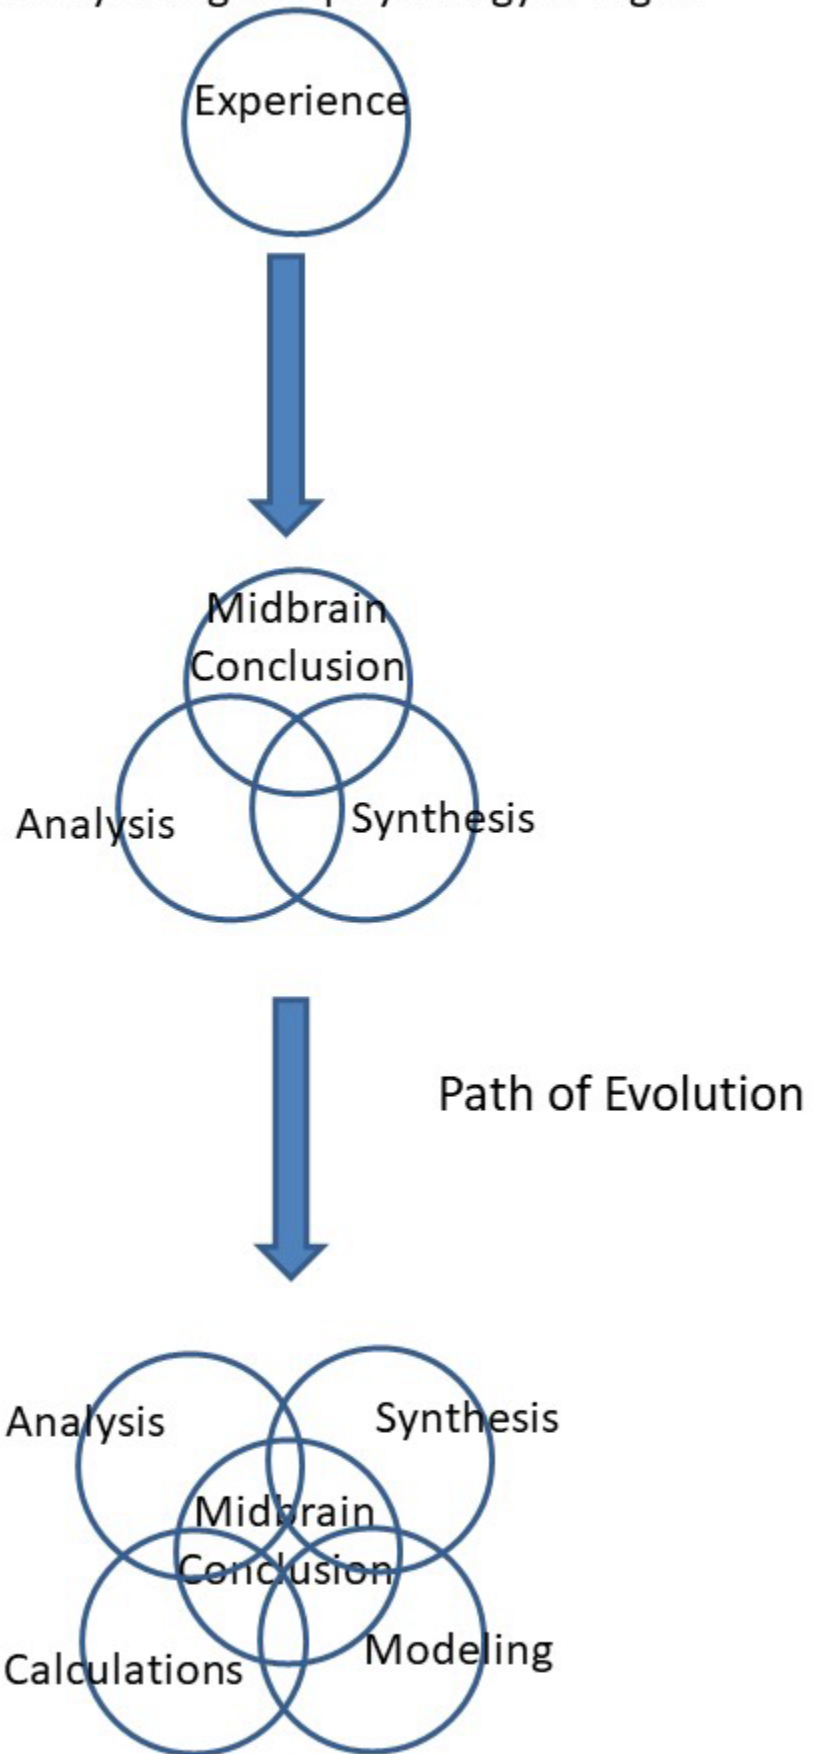 Experience
Midbrain
Conclusion
Analysis
Synthesis
Path of Evolution
Analysis
Synthesis
Midbrain
Conclusion
Calculations
Modeling